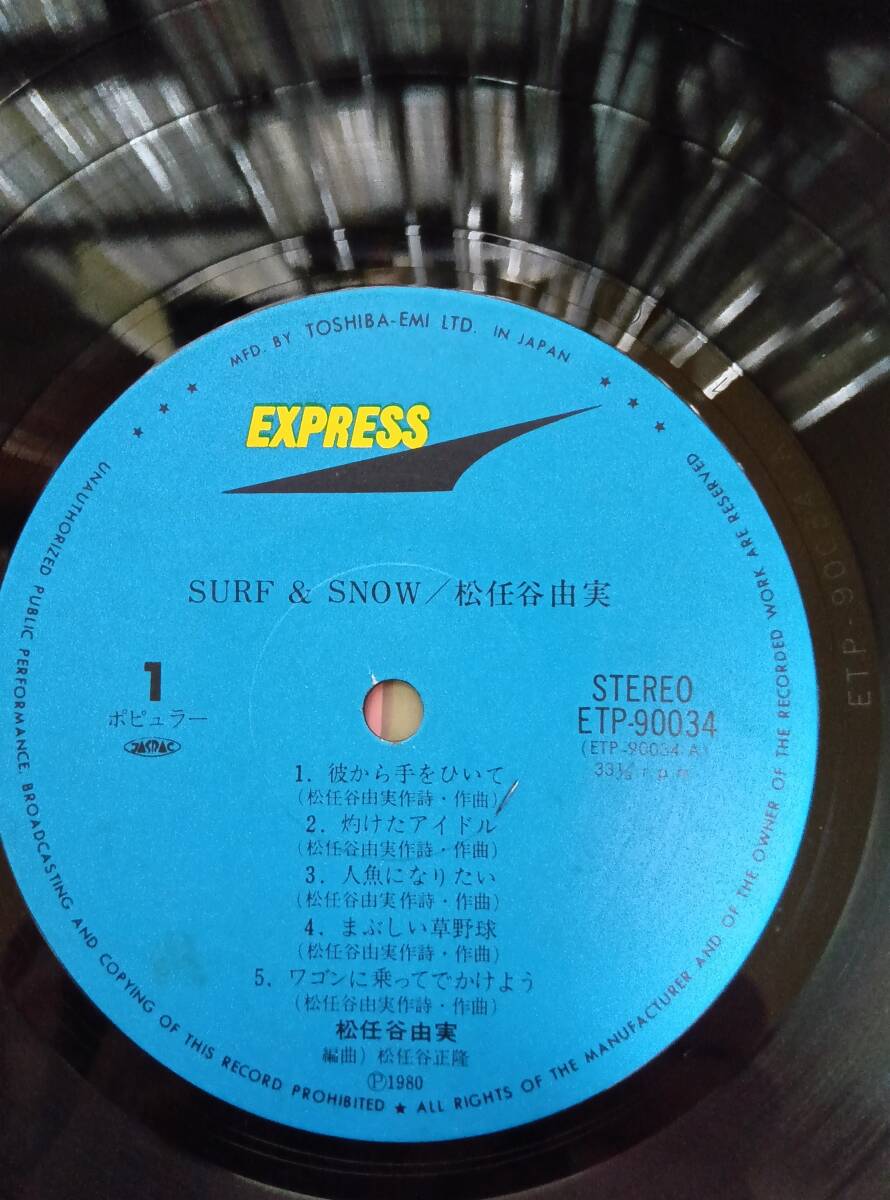 MFD. BY TOSHIBA-EMI LTD. IN JAPAN
EXPRESS
SURF & SNOW/松任谷由実
1
ポピュラー
JASRAC
STEREO
ETP-90034
(ETP-90034 A)
33⅓ r.p.m.
1. 彼から手をひいて
(松任谷由実作詩・作曲)
2. 灼けたアイドル
(松任谷由実作詩・作曲)
3. 人魚になりたい
(松任谷由実作詩・作曲)
4. まぶしい草野球
(松任谷由実作詩・作曲)
5. ワゴンに乗ってでかけよう
(松任谷由実作詩・作曲)
松任谷由実
編曲) 松任谷正隆
Ⓟ1980
UNAUTHORIZED PUBLIC PERFORMANCE, BROADCASTING AND COPYING OF THIS RECORD PROHIBITED ★ ALL RIGHTS OF THE MANUFACTURER AND OF THE OWNER OF THE RECORDED WORK ARE RESERVED
ETP-90034 A